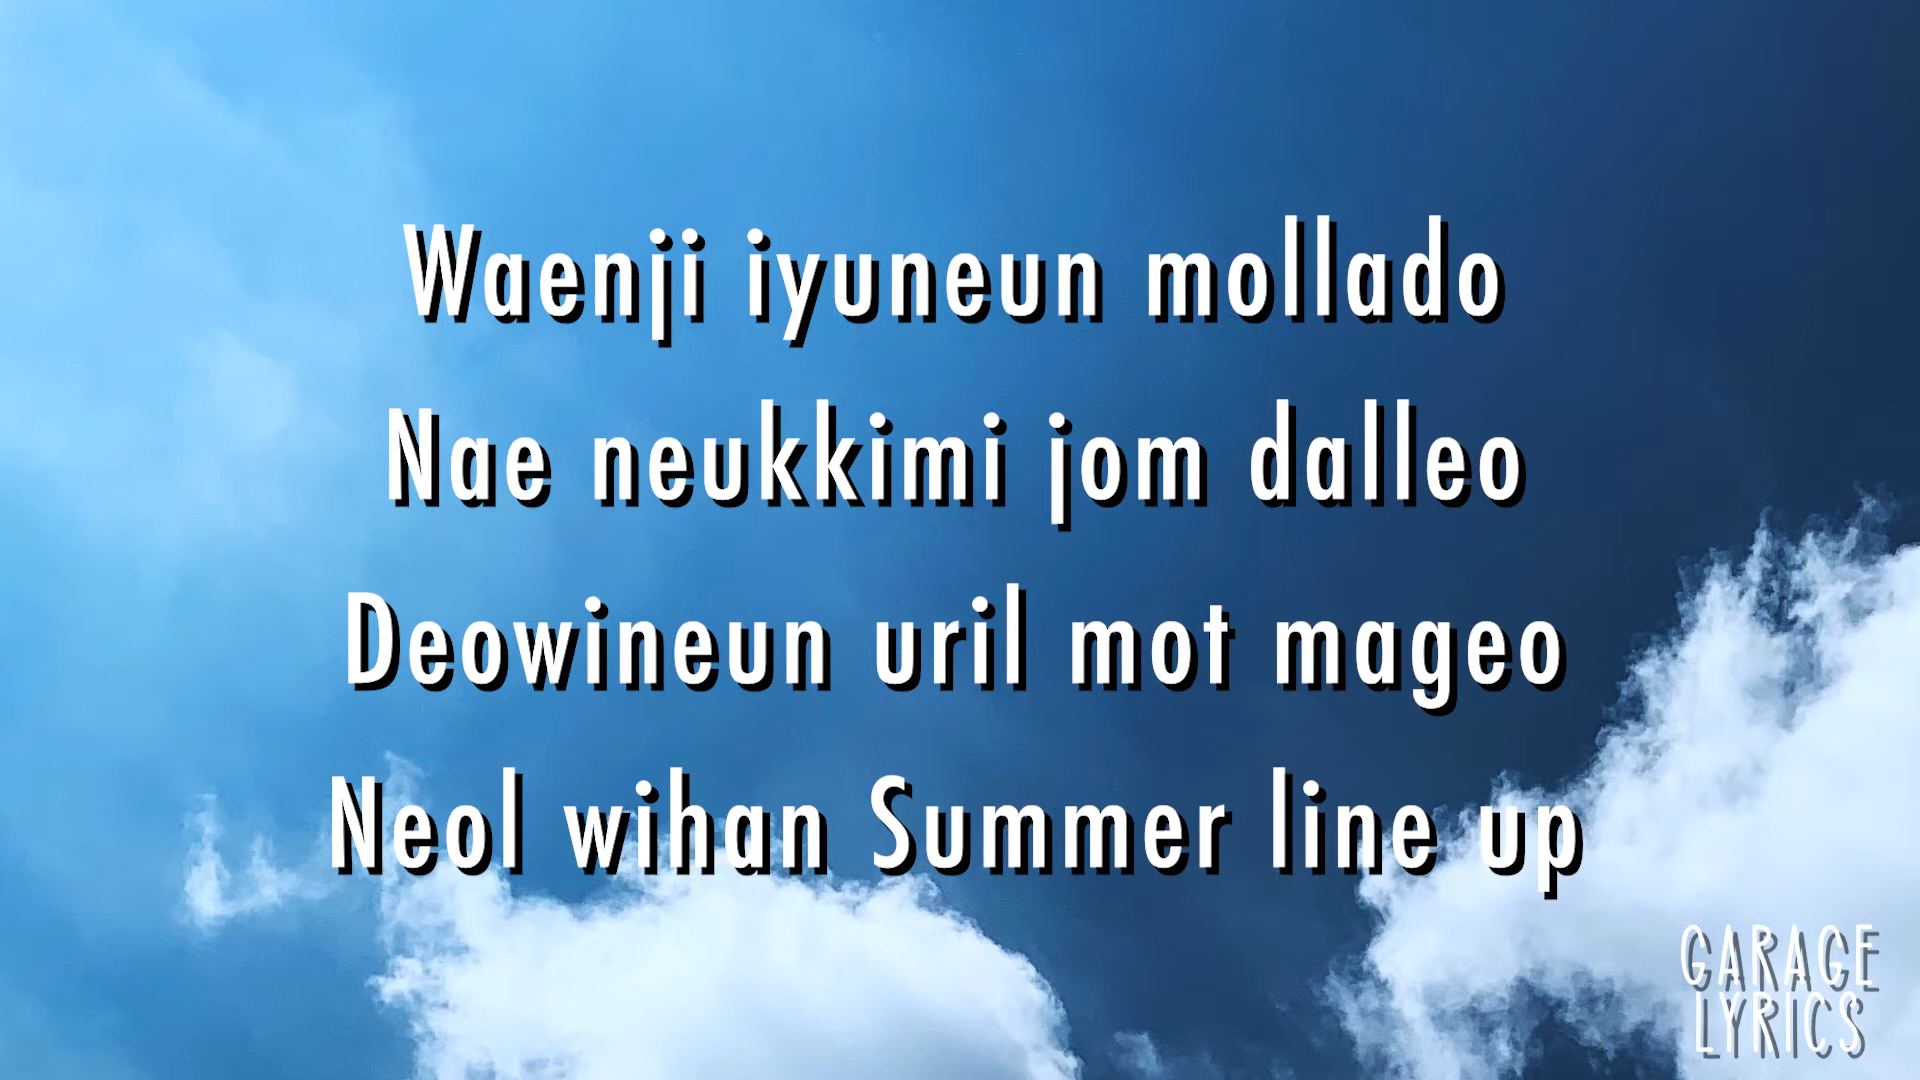 Waenji iyuneun mollado
Nae neukkimi jom dalleo
Deowineun uril mot mageo
Neol wihan Summer line up
GARAGE
LYRICS